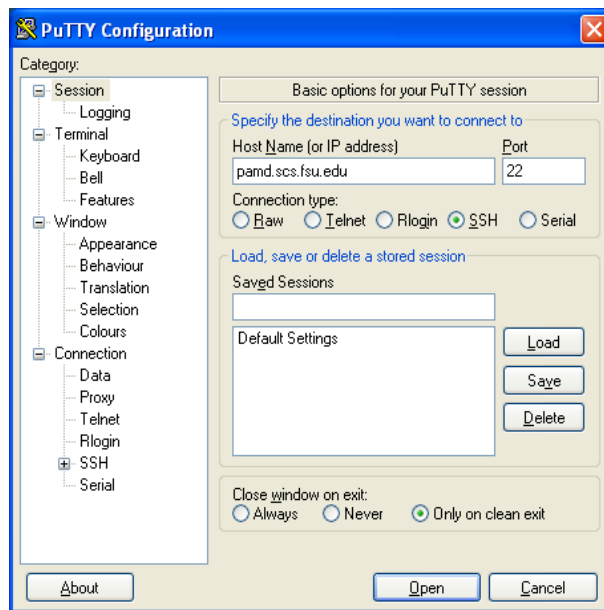 PuTTY Configuration
Category:
Session
Logging
Terminal
Keyboard
Bell
Features
Window
Appearance
Behaviour
Translation
Selection
Colours
Connection
Data
Proxy
Telnet
Rlogin
SSH
Serial
Basic options for your PuTTY session
Specify the destination you want to connect to
Host Name (or IP address) Port
pamd.scs.fsu.edu 22
Connection type:
Raw Telnet Rlogin SSH Serial
Load, save or delete a stored session
Saved Sessions
Default Settings
Load
Save
Delete
Close window on exit:
Always Never Only on clean exit
About Open Cancel